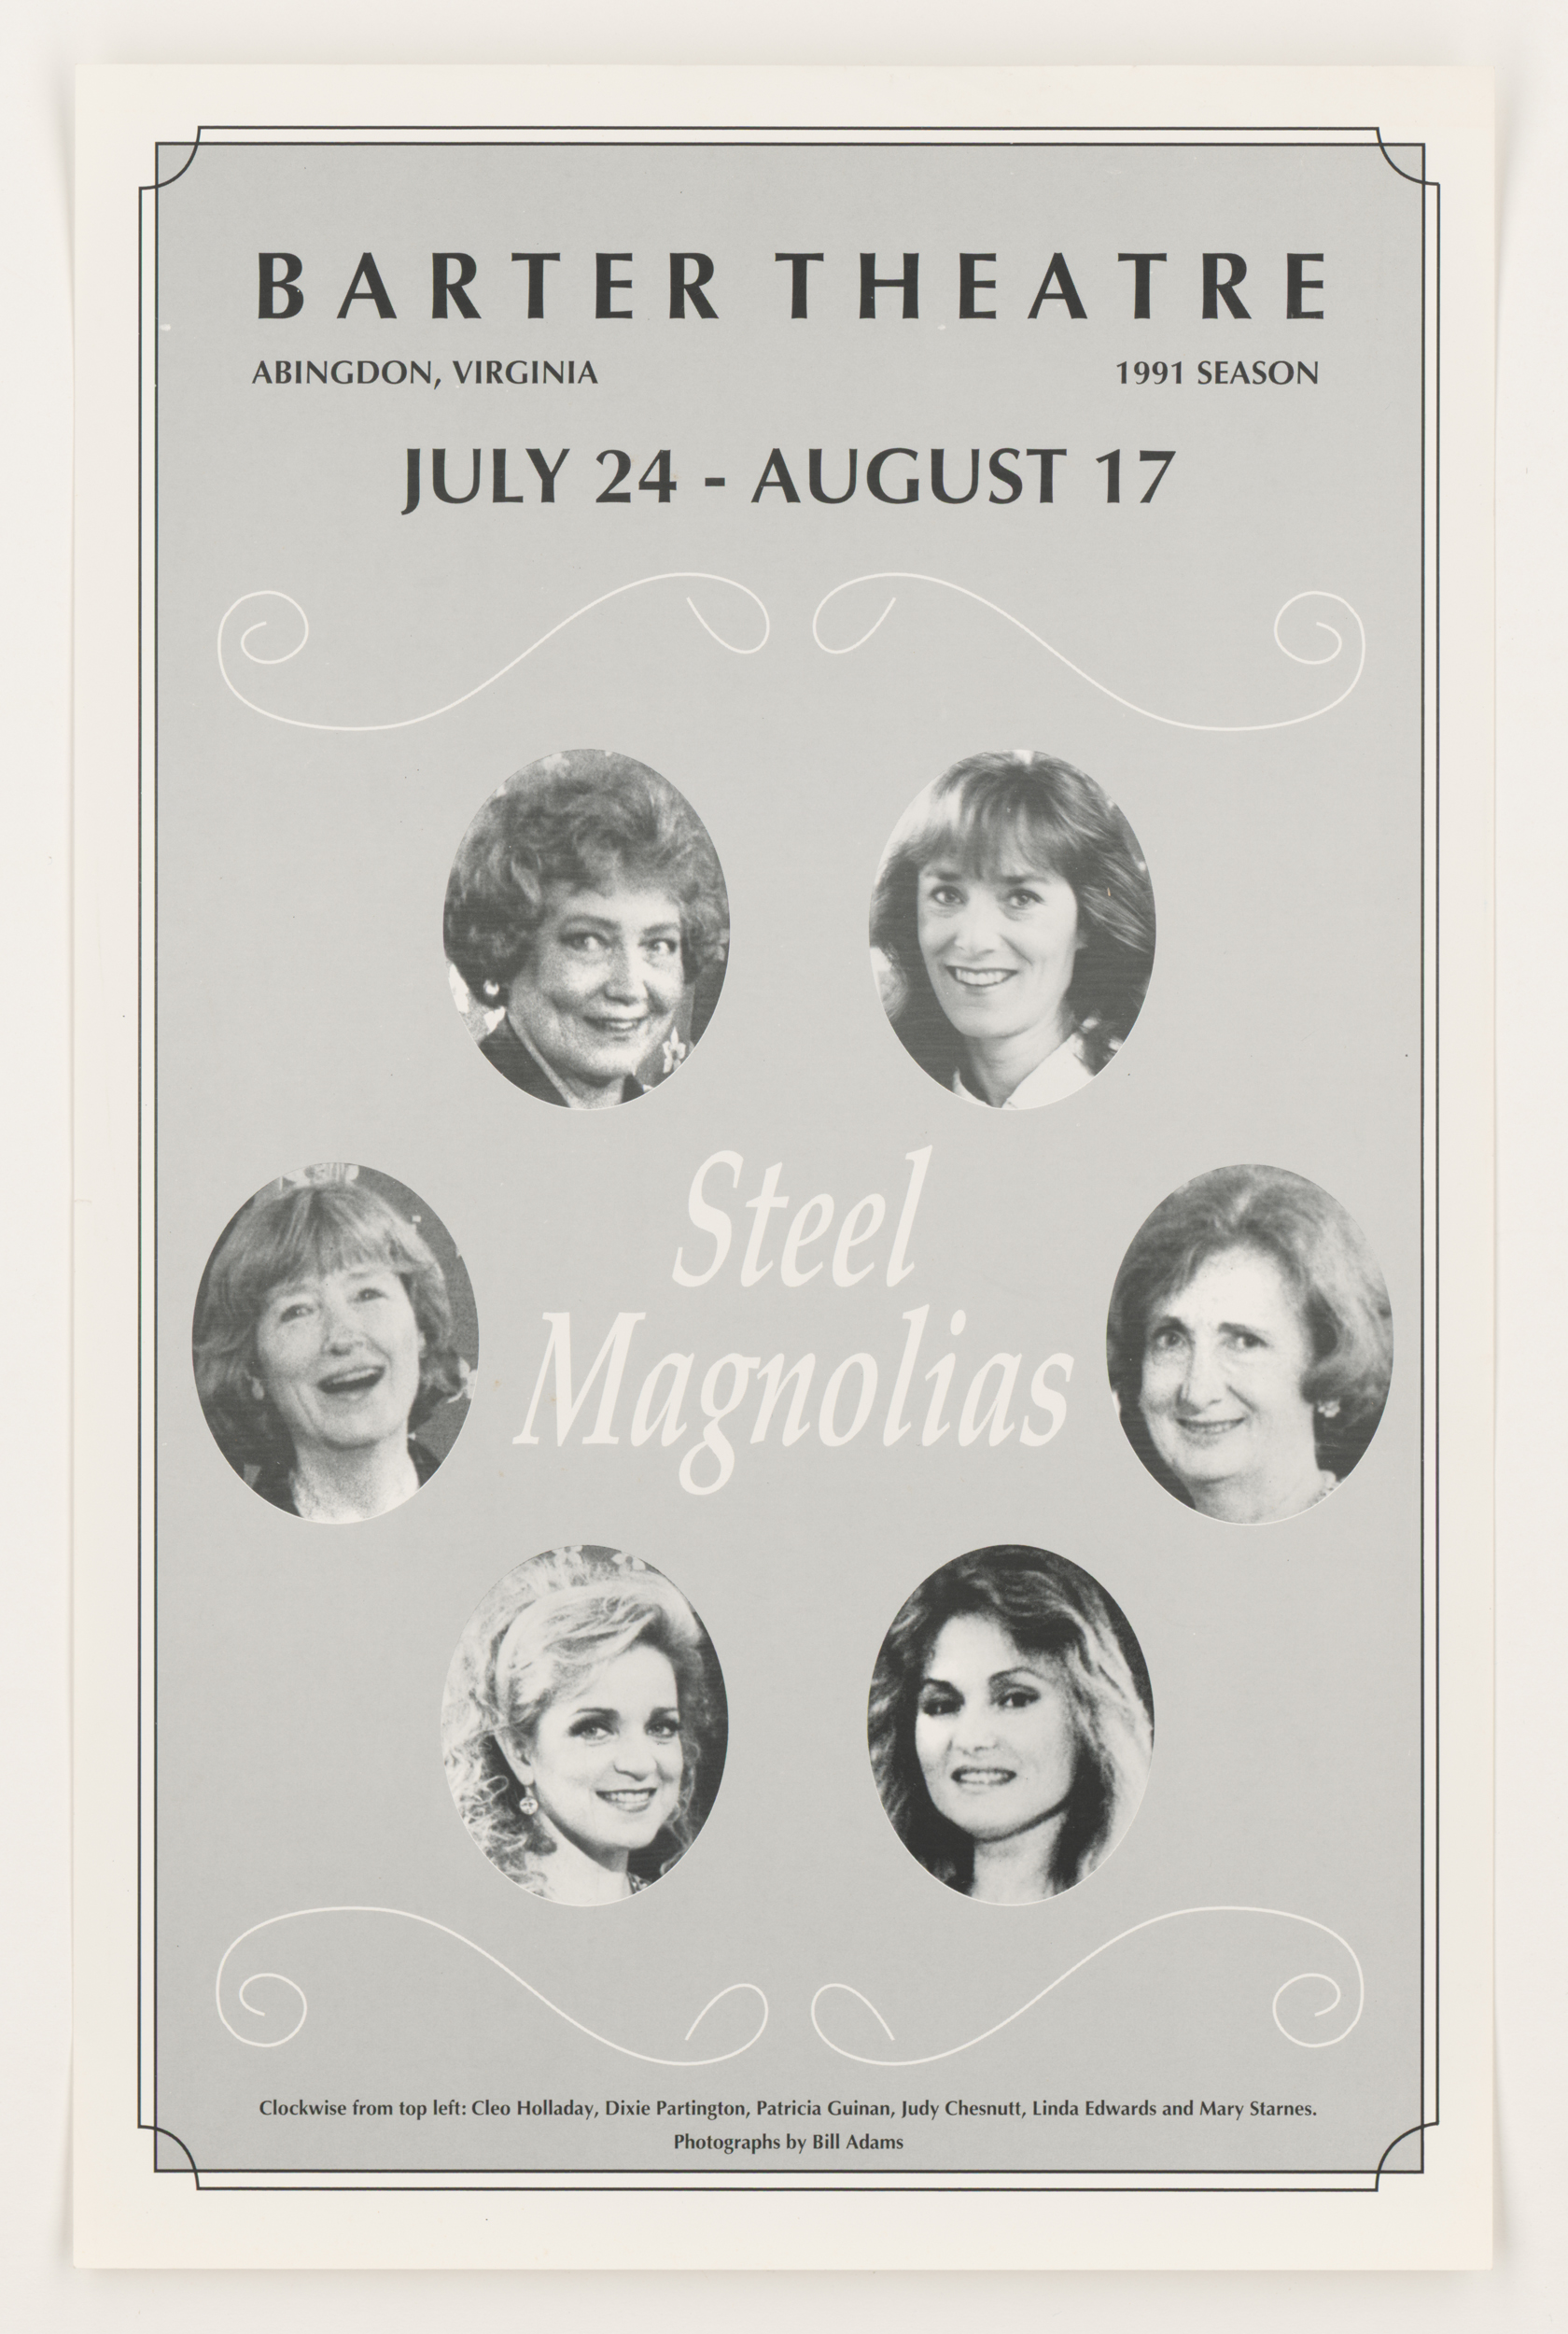 BARTER THEATRE
ABINGDON, VIRGINIA
1991 SEASON
JULY 24 - AUGUST 17
Steel
Magnolias
Clockwise from top left: Cleo Holladay, Dixie Partington, Patricia Guinan, Judy Chesnutt, Linda Edwards and Mary Starnes.
Photographs by Bill Adams